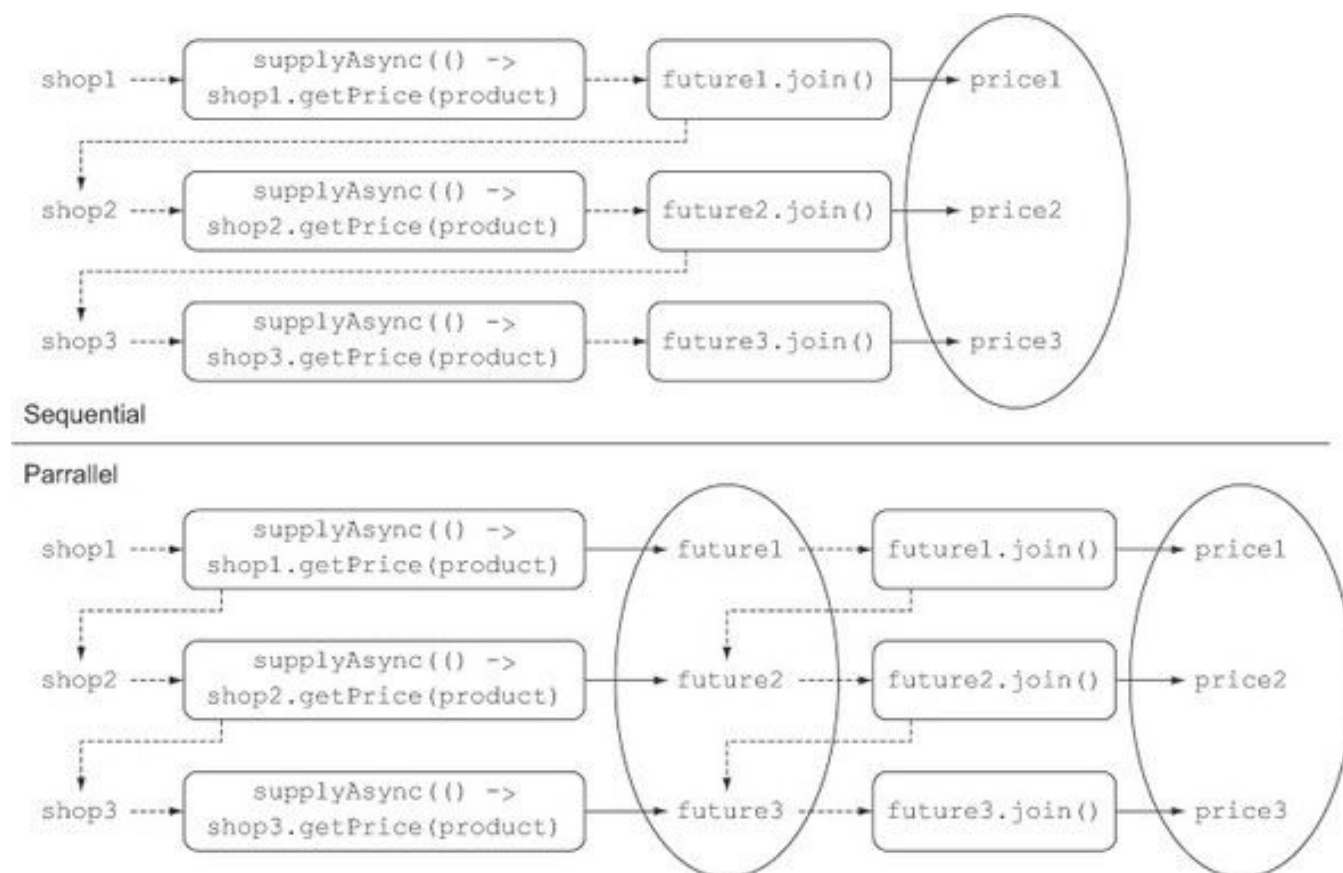 shop1
supplyAsync(() ->
shop1.getPrice(product)
future1.join()
price1
shop2
supplyAsync(() ->
shop2.getPrice(product)
future2.join()
price2
shop3
supplyAsync(() ->
shop3.getPrice(product)
future3.join()
price3
Sequential
Parrallel
shop1
supplyAsync(() ->
shop1.getPrice(product)
future1
future1.join()
price1
shop2
supplyAsync(() ->
shop2.getPrice(product)
future2
future2.join()
price2
shop3
supplyAsync(() ->
shop3.getPrice(product)
future3
future3.join()
price3